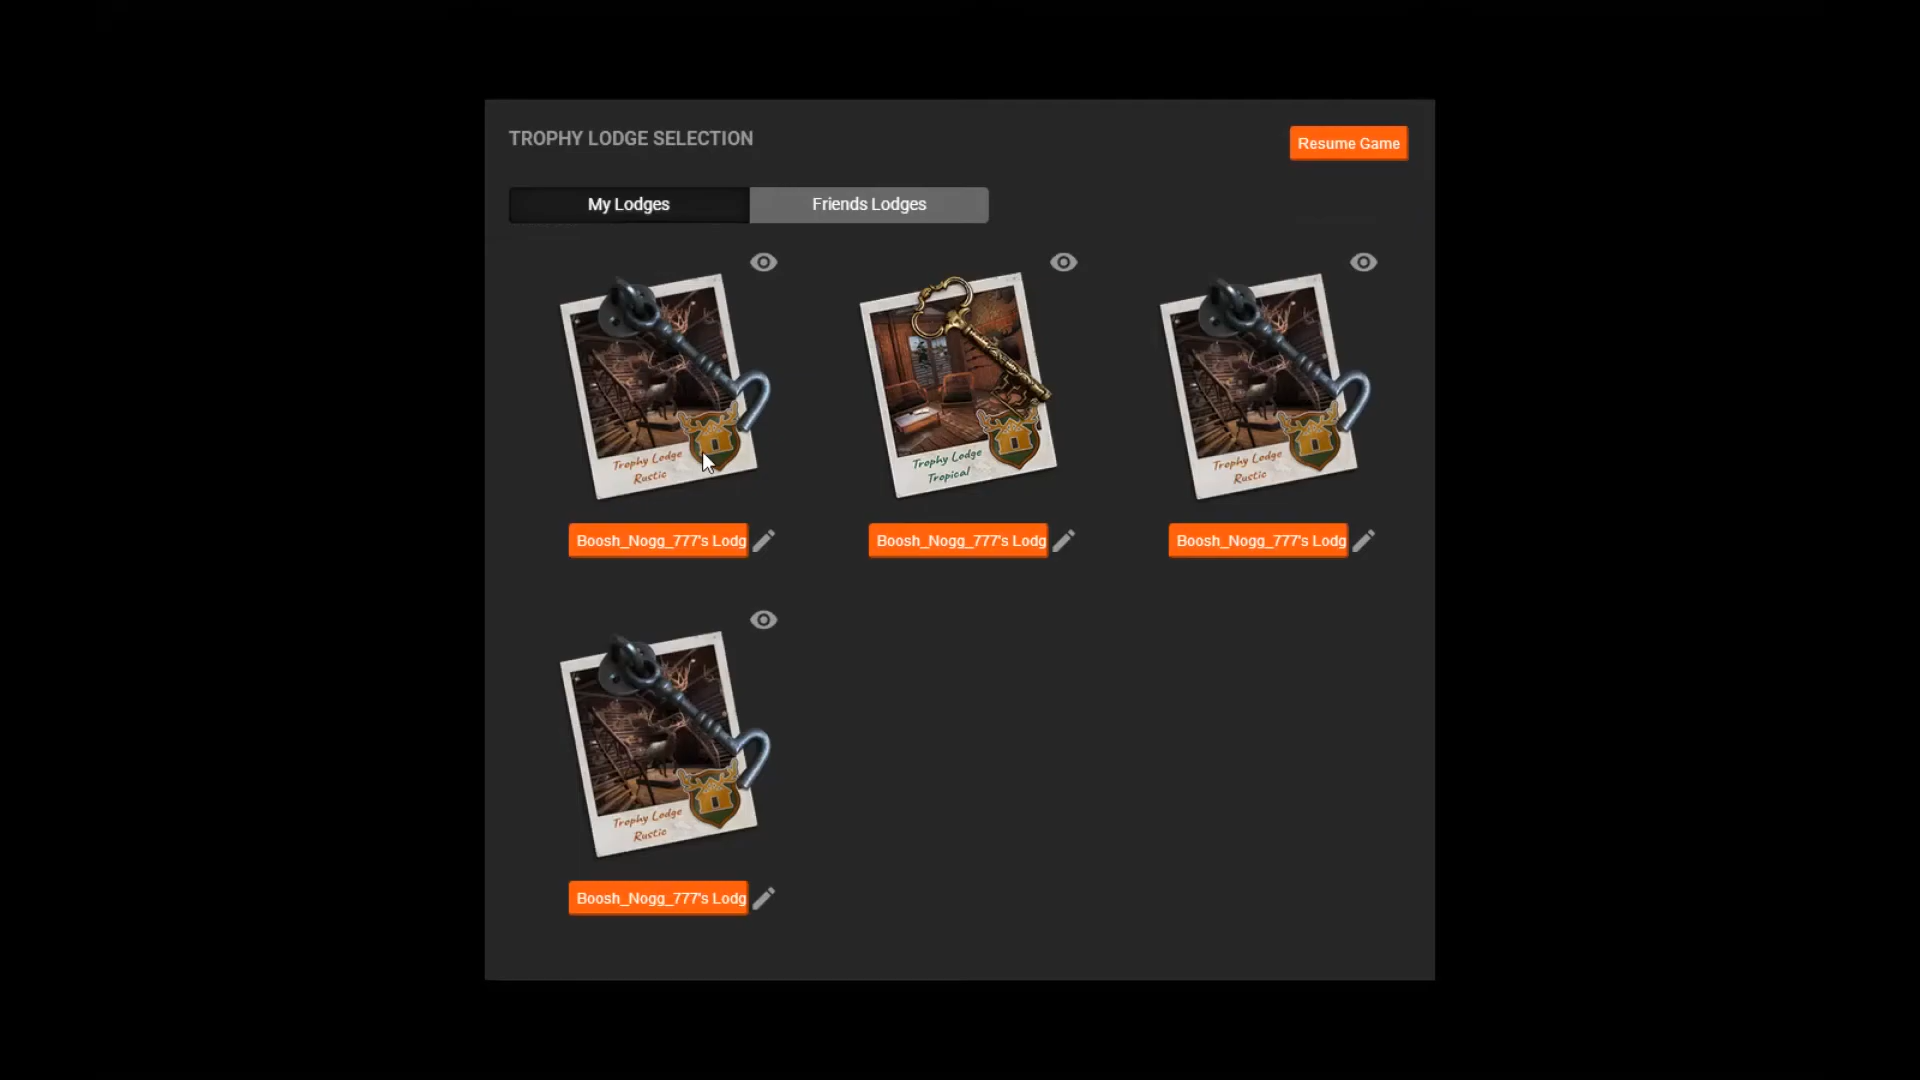 TROPHY LODGE SELECTION
Resume Game
My Lodges
Friends Lodges
Trophy Lodge
Rustic
Trophy Lodge
Tropical
Trophy Lodge
Rustic
Boosh_Nogg_777's Lodg
Boosh_Nogg_777's Lodg
Boosh_Nogg_777's Lodg
Trophy Lodge
Rustic
Boosh_Nogg_777's Lodg